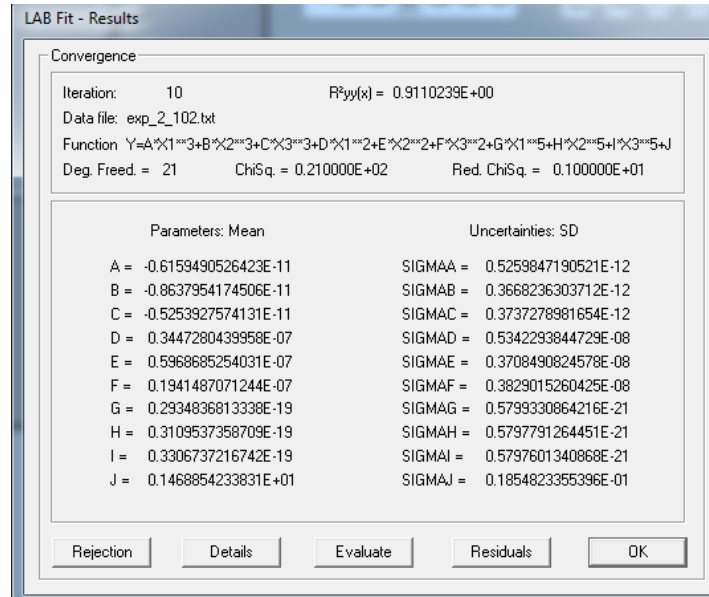 LAB Fit - Results
Convergence
Iteration: 10 R²yy(x) = 0.9110239E+00
Data file: exp_2_102.txt
Function Y=A*X1**3+B*X2**3+C*X3**3+D*X1**2+E*X2**2+F*X3**2+G*X1**5+H*X2**5+I*X3**5+J
Deg. Freed. = 21 ChiSq. = 0.210000E+02 Red. ChiSq. = 0.100000E+01
Parameters: Mean Uncertainties: SD
A = -0.6159490526423E-11 SIGMAA = 0.5259847190521E-12
B = -0.8637954174506E-11 SIGMAB = 0.3668236303712E-12
C = -0.5253927574131E-11 SIGMAC = 0.3737278981654E-12
D = 0.3447280439958E-07 SIGMAD = 0.5342293844729E-08
E = 0.5968685254031E-07 SIGMAE = 0.3708490824578E-08
F = 0.1941487071244E-07 SIGMAF = 0.3829015260425E-08
G = 0.2934836813338E-19 SIGMAG = 0.5799330864216E-21
H = 0.3109537358709E-19 SIGMAH = 0.5797791264451E-21
I = 0.3306737216742E-19 SIGMAI = 0.5797601340868E-21
J = 0.1468854233831E+01 SIGMAJ = 0.1854823355396E-01
Rejection Details Evaluate Residuals OK